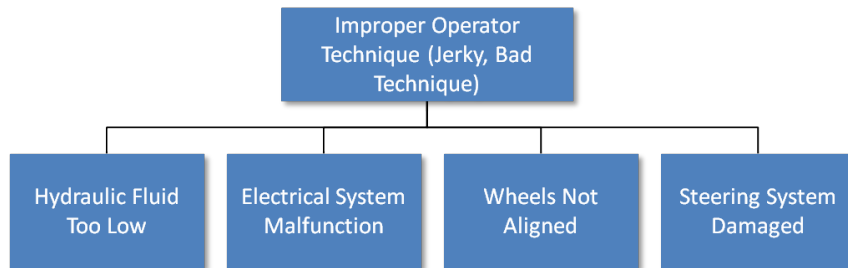 Improper Operator
Technique (Jerky, Bad
Technique)
Hydraulic Fluid
Too Low
Electrical System
Malfunction
Wheels Not
Aligned
Steering System
Damaged